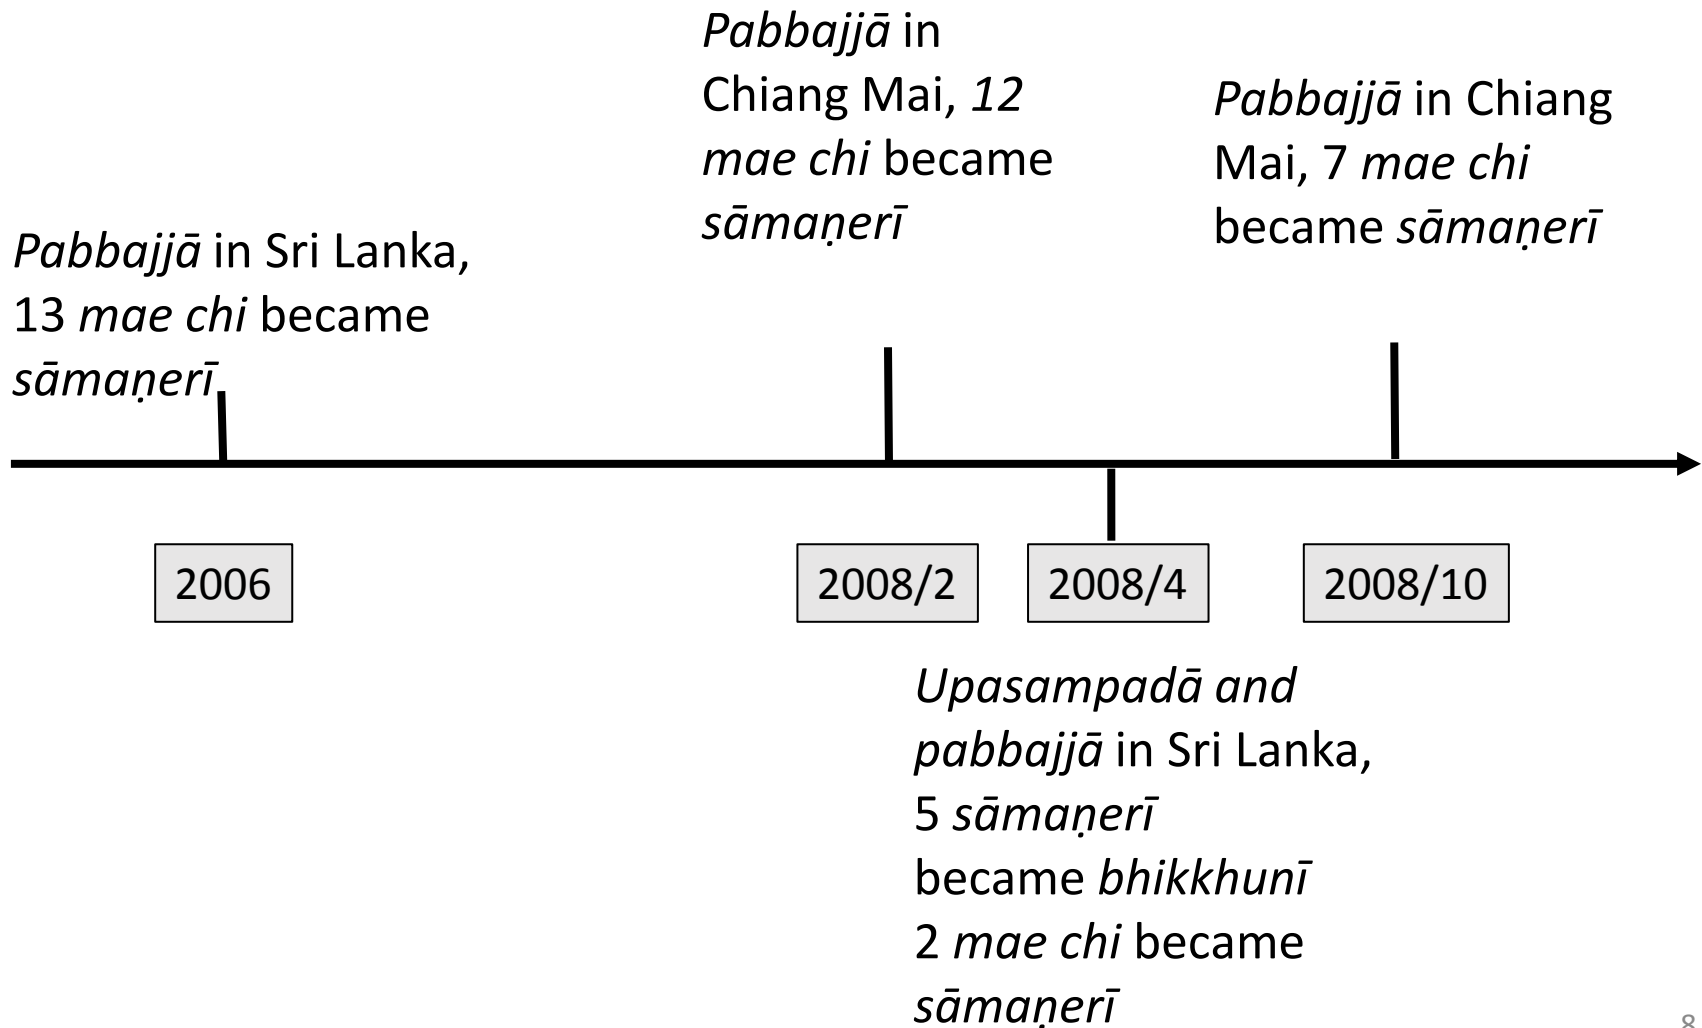 Pabbajjā in
Chiang Mai, 12
mae chi became
sāmaṇerī
Pabbajjā in Chiang
Mai, 7 mae chi
became sāmaṇerī
Pabbajjā in Sri Lanka,
13 mae chi became
sāmaṇerī
2006
2008/2
2008/4
2008/10
Upasampadā and
pabbajjā in Sri Lanka,
5 sāmaṇerī
became bhikkhunī
2 mae chi became
sāmaṇerī
8